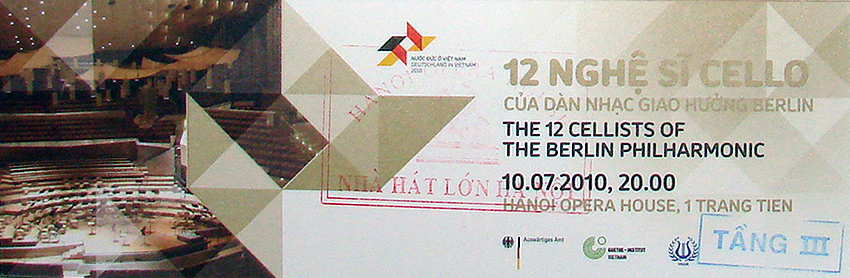 NƯỚC ĐỨC Ở VIỆT NAM
DEUTSCHLAND IN VIETNAM
2010
12 NGHỆ SĨ CELLO
CỦA DÀN NHẠC GIAO HƯỞNG BERLIN
THE 12 CELLISTS OF
THE BERLIN PHILHARMONIC
10.07.2010, 20.00
HANOI OPERA HOUSE, 1 TRANG TIEN
HANOI
NHÀ HÁT LỚN HÀ NỘI
Auswärtiges Amt
GOETHE-INSTITUT
VIETNAM
TẦNG III